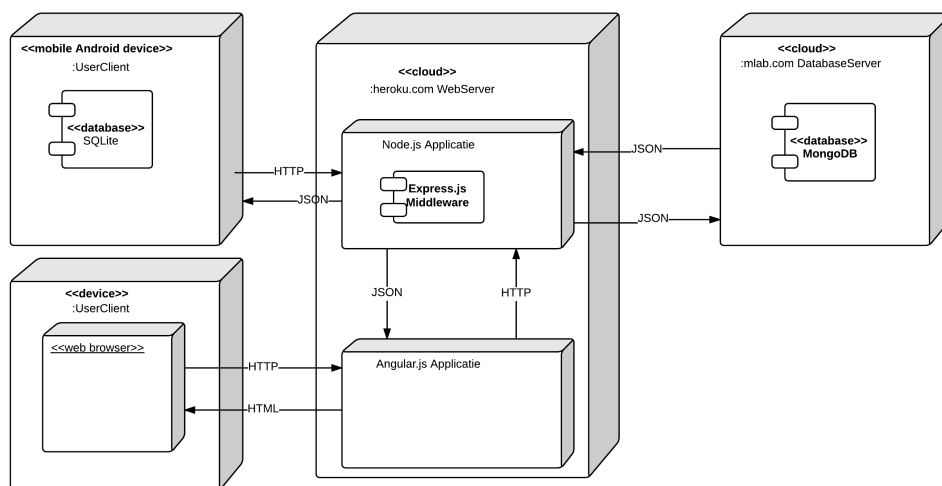 <<mobile Android device>>
:UserClient
<<database>>
SQLite
HTTP
JSON
<<cloud>>
:heroku.com WebServer
Node.js Applicatie
Express.js
Middleware
JSON
JSON
<<cloud>>
:mlab.com DatabaseServer
<<database>>
MongoDB
JSON
HTTP
<<device>>
:UserClient
<<web browser>>
HTTP
HTML
Angular.js Applicatie